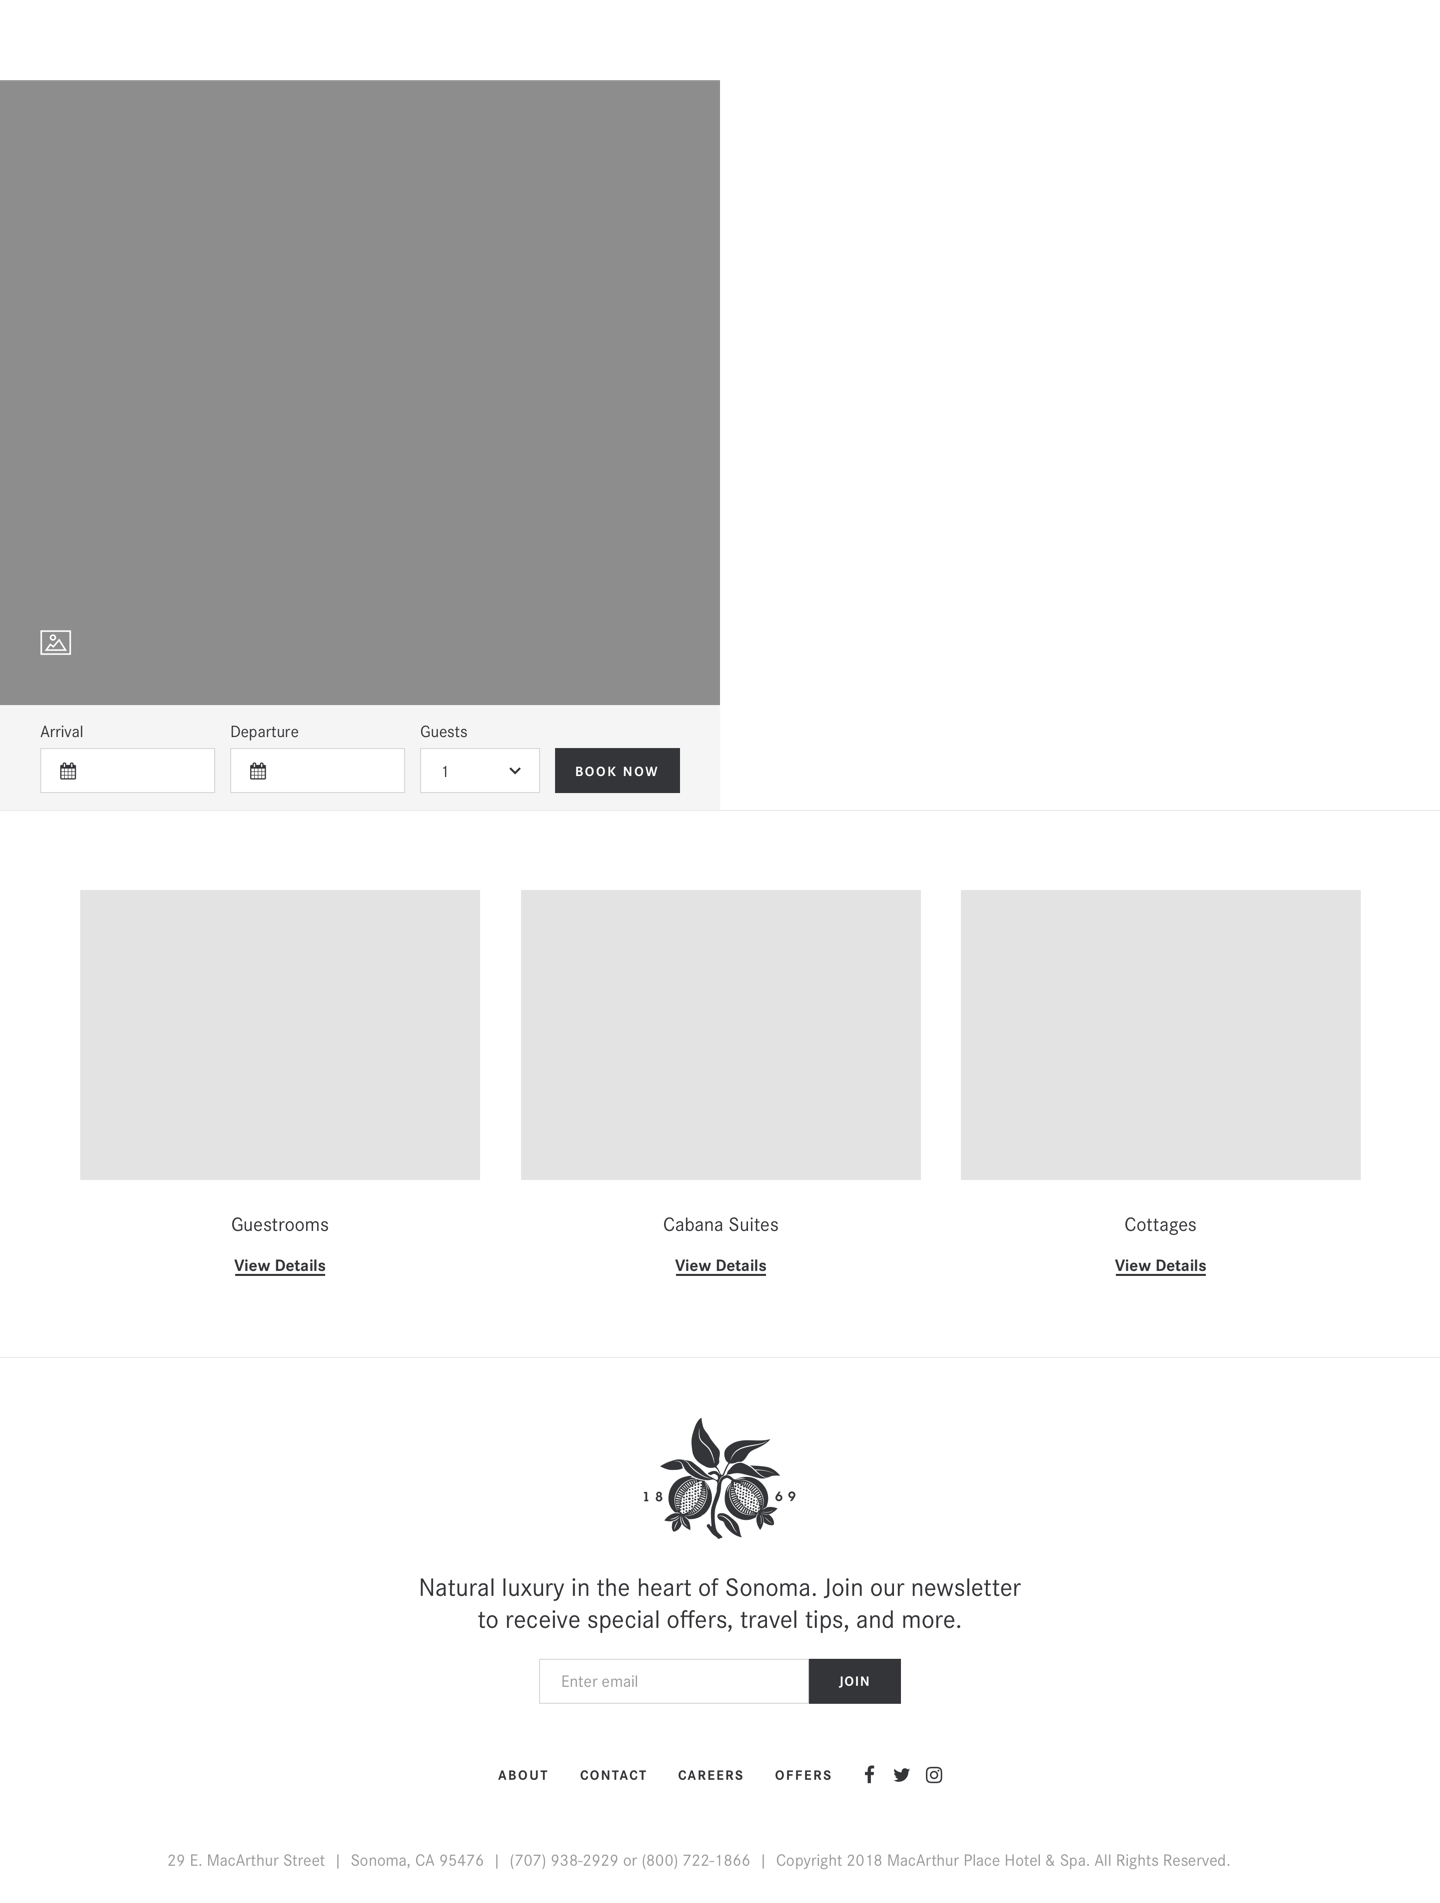 Arrival
Departure
Guests
1
BOOK NOW
Guestrooms
Cabana Suites
Cottages
View Details
View Details
View Details
18 69
Natural luxury in the heart of Sonoma. Join our newsletter
to receive special offers, travel tips, and more.
Enter email
JOIN
ABOUT CONTACT CAREERS OFFERS
29 E. MacArthur Street | Sonoma, CA 95476 | (707) 938-2929 or (800) 722-1866 | Copyright 2018 MacArthur Place Hotel & Spa. All Rights Reserved.